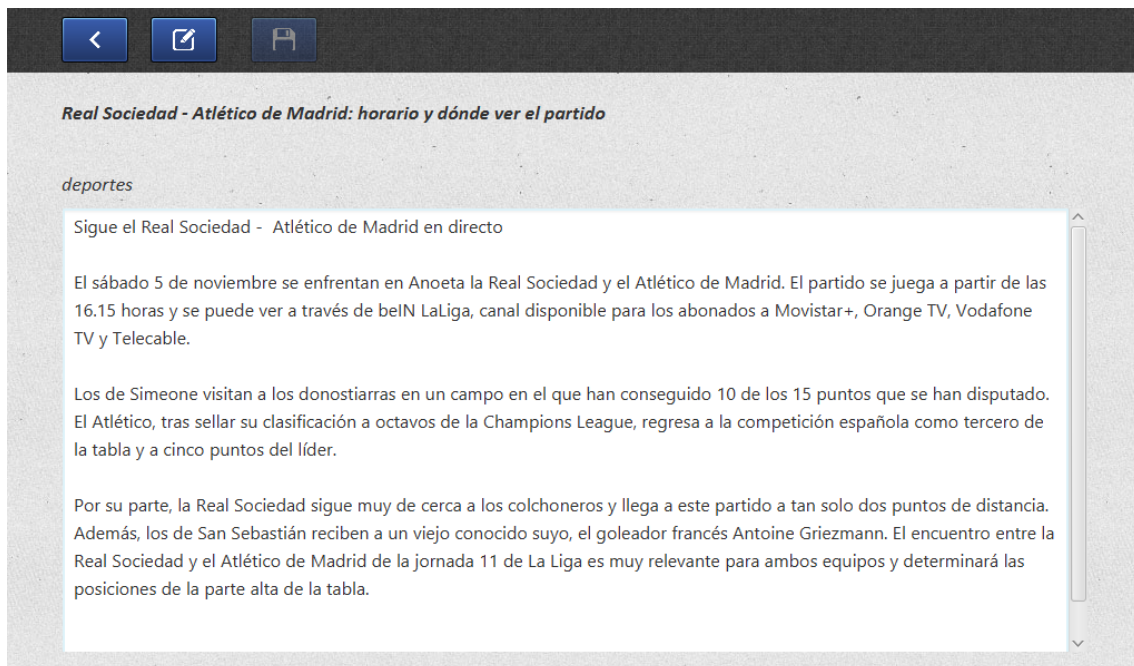 Real Sociedad - Atlético de Madrid: horario y dónde ver el partido
deportes
Sigue el Real Sociedad -  Atlético de Madrid en directo
El sábado 5 de noviembre se enfrentan en Anoeta la Real Sociedad y el Atlético de Madrid. El partido se juega a partir de las
16.15 horas y se puede ver a través de beIN LaLiga, canal disponible para los abonados a Movistar+, Orange TV, Vodafone
TV y Telecable.
Los de Simeone visitan a los donostiarras en un campo en el que han conseguido 10 de los 15 puntos que se han disputado.
El Atlético, tras sellar su clasificación a octavos de la Champions League, regresa a la competición española como tercero de
la tabla y a cinco puntos del líder.
Por su parte, la Real Sociedad sigue muy de cerca a los colchoneros y llega a este partido a tan solo dos puntos de distancia.
Además, los de San Sebastián reciben a un viejo conocido suyo, el goleador francés Antoine Griezmann. El encuentro entre la
Real Sociedad y el Atlético de Madrid de la jornada 11 de La Liga es muy relevante para ambos equipos y determinará las
posiciones de la parte alta de la tabla.